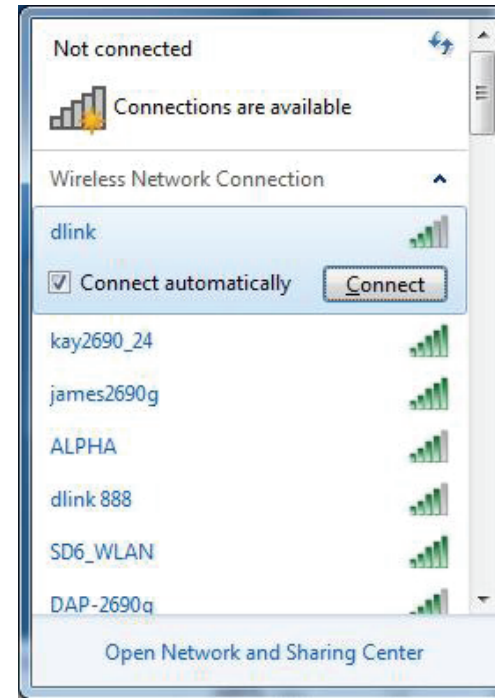 Not connected
Connections are available
Wireless Network Connection
dlink
Connect automatically Connect
kay2690_24
james2690g
ALPHA
dlink 888
SD6_WLAN
DAP-2690g
Open Network and Sharing Center